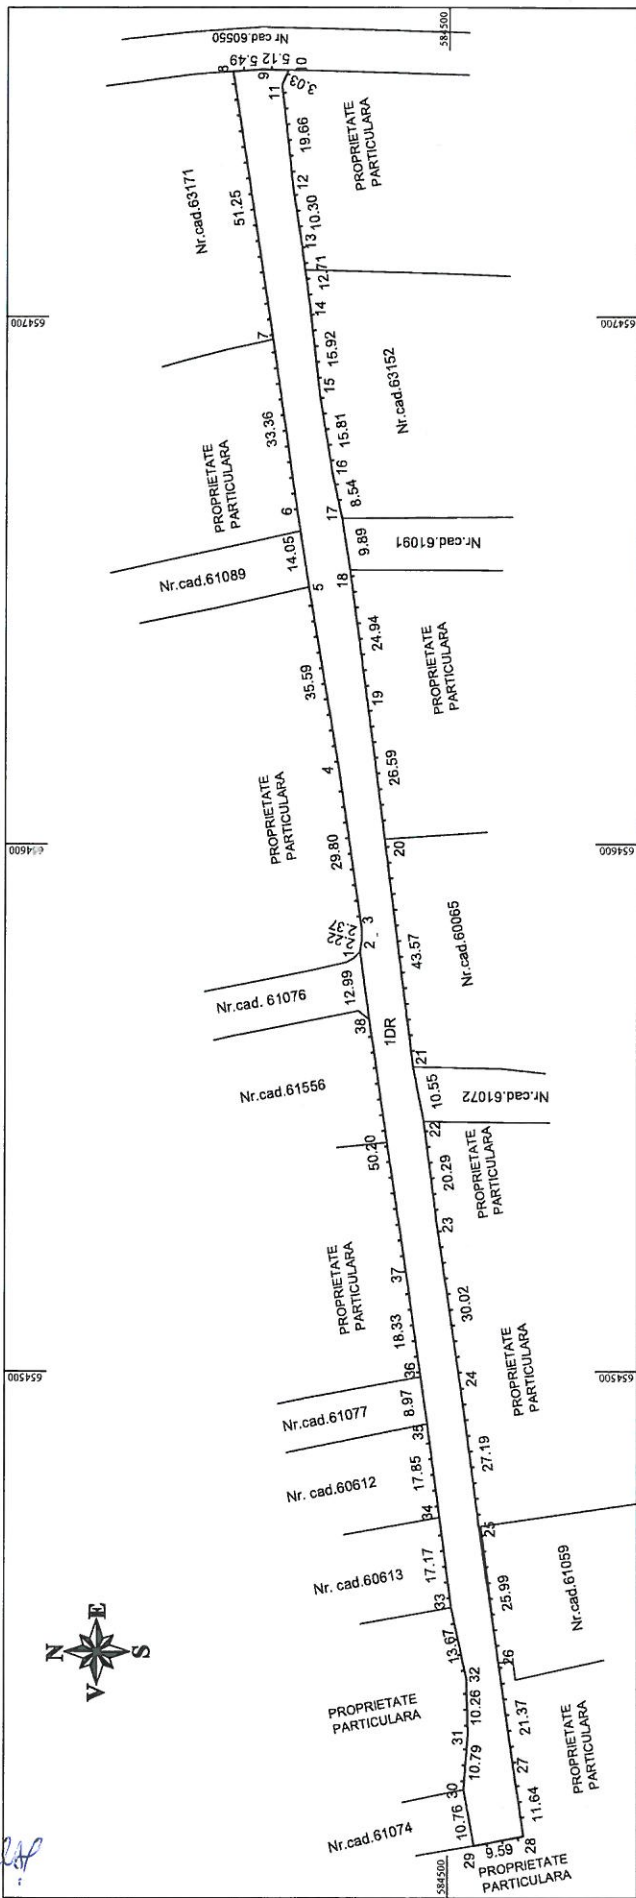 N
V
E
S
654500
654600
654700
584500
Nr.cad.61074
PROPRIETATE
PARTICULARA
Nr. cad.60613
Nr. cad.60612
Nr.cad.61077
PROPRIETATE
PARTICULARA
Nr.cad.61556
Nr.cad. 61076
PROPRIETATE
PARTICULARA
Nr.cad.61089
PROPRIETATE
PARTICULARA
Nr.cad.63171
Nr cad.60550
29
10.76
30
10.79
31
10.26
32
13.67
33
17.17
34
17.85
35
8.97
36
18.33
37
50.20
38
12.99
1
2
3
29.80
4
35.59
5
14.05
6
33.36
7
51.25
8
5.49
9
5.12
10
3.03
11
1DR
9.59
28
11.64
27
21.37
26
25.99
25
27.19
24
30.02
23
20.29
22
10.55
21
43.57
20
26.59
19
24.94
18
9.89
17
8.54
16
15.81
15
15.92
14
12.71
13
10.30
12
19.66
584500
PROPRIETATE
PARTICULARA
PROPRIETATE
PARTICULARA
Nr.cad.61059
PROPRIETATE
PARTICULARA
PROPRIETATE
PARTICULARA
Nr.cad.61072
Nr.cad.60065
PROPRIETATE
PARTICULARA
Nr.cad.61091
Nr.cad.63152
PROPRIETATE
PARTICULARA
654500
654600
654700